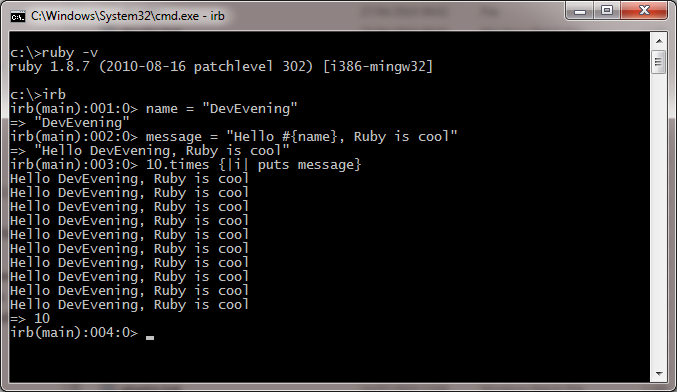 C:\Windows\System32\cmd.exe - irb
c:\>ruby -v
ruby 1.8.7 (2010-08-16 patchlevel 302) [i386-mingw32]
c:\>irb
irb(main):001:0> name = "DevEvening"
=> "DevEvening"
irb(main):002:0> message = "Hello #{name}, Ruby is cool"
=> "Hello DevEvening, Ruby is cool"
irb(main):003:0> 10.times {|i| puts message}
Hello DevEvening, Ruby is cool
Hello DevEvening, Ruby is cool
Hello DevEvening, Ruby is cool
Hello DevEvening, Ruby is cool
Hello DevEvening, Ruby is cool
Hello DevEvening, Ruby is cool
Hello DevEvening, Ruby is cool
Hello DevEvening, Ruby is cool
Hello DevEvening, Ruby is cool
Hello DevEvening, Ruby is cool
=> 10
irb(main):004:0>